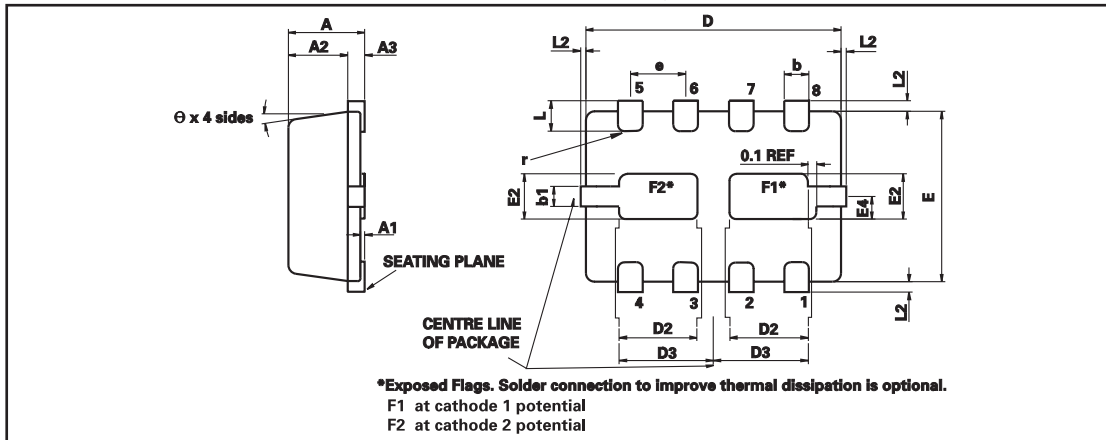 A
A2
A3
L2
D
L2
e
b
5
6
7
8
L2
Θ x 4 sides
L
r
0.1 REF
F2*
F1*
E2
b1
E4
E2
E
A1
SEATING PLANE
4
3
2
1
L2
CENTRE LINE
OF PACKAGE
D2
D2
D3
D3
*Exposed Flags. Solder connection to improve thermal dissipation is optional.
F1 at cathode 1 potential
F2 at cathode 2 potential